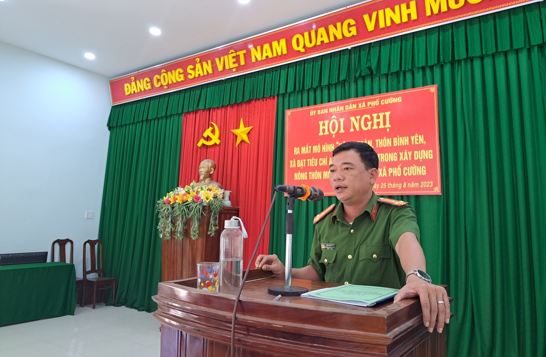 ĐẢNG CỘNG SẢN VIỆT NAM QUANG VINH MUÔN
ỦY BAN NHÂN DÂN XÃ PHỔ CƯỜNG
HỘI NGHỊ
RA MẮT MÔ HÌNH THÔN BÌNH YÊN,
XÃ ĐẠT TIÊU CHÍ TRONG XÂY DỰNG
NÔNG THÔN XÃ PHỔ CƯỜNG
ngày 25 tháng 8 năm 2023